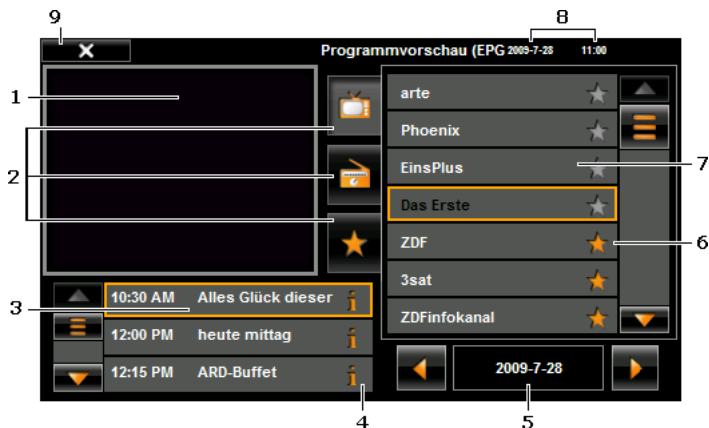 9
8
Programmvorschau (EPG 2009-7-28 11:00
1
arte
Phoenix
EinsPlus
7
2
Das Erste
ZDF
6
3sat
3
10:30 AM Alles Glück dieser
ZDFinfokanal
12:00 PM heute mittag
12:15 PM ARD-Buffet
2009-7-28
4
5